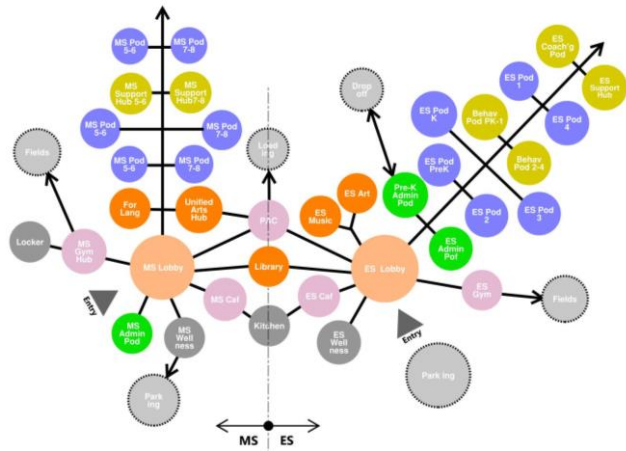 MS Pod
5-6
MS Pod
7-8
MS
Support
Hub 5-6
MS
Support
Hub7-8
MS Pod
5-6
MS Pod
7-8
MS Pod
5-6
MS Pod
7-8
Fields
For
Lang
Unified
Arts
Hub
Load
ing
PAC
Locker
MS
Gym
Hub
MS Lobby
Library
Entry
MS
Admin
Pod
MS
Well
ness
MS Caf
ES Caf
Kitchen
Park
ing
MS
ES
Drop
off
ES
Music
ES Art
Pre-K
Admin
Pod
ES
Admin
Pof
ES Lobby
ES
Well
ness
Entry
Park ing
ES
Gym
Fields
ES Pod
K
ES Pod
PreK
ES Pod
2
ES Pod
3
Behav
Pod PK-1
Behav
Pod 2-4
ES Pod
1
ES Pod
4
ES
Coach'g
Pod
ES
Support
Hub